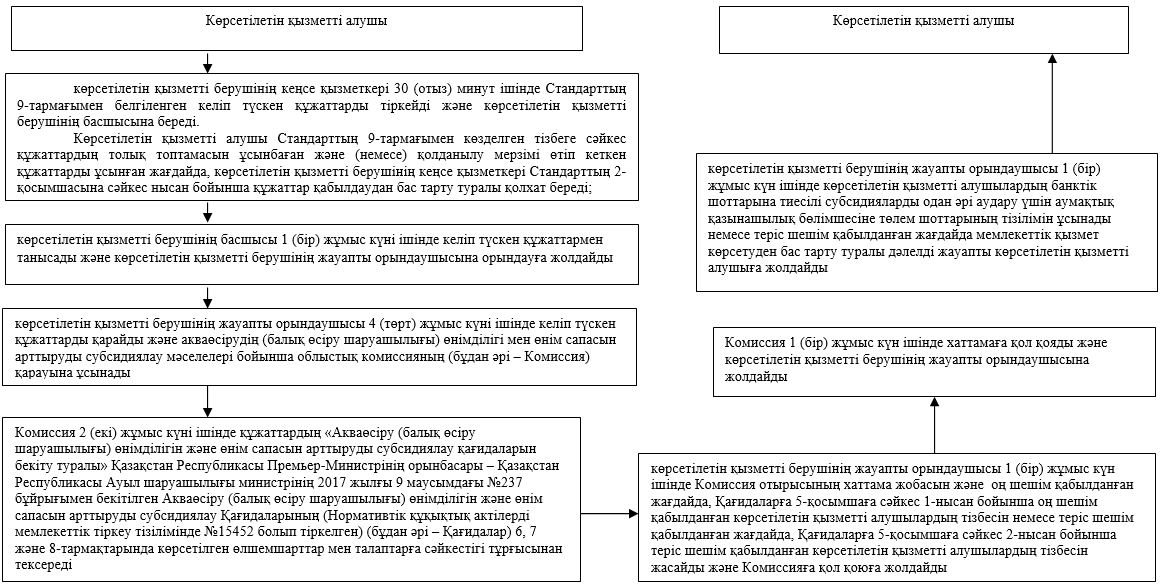 Көрсетілетін қызметті алушы
көрсетілетін қызметті берушінің кеңсе қызметкері 30 (отыз) минут ішінде Стандарттың
9-тармағымен белгіленген келіп түскен құжаттарды тіркейді және көрсетілетін қызметті
берушінің басшысына береді.
Көрсетілетін қызметті алушы Стандарттың 9-тармағымен көзделген тізбеге сәйкес
құжаттардың толық топтамасын ұсынбаған және (немесе) қолданылу мерзімі өтіп кеткен
құжаттарды ұсынған жағдайда, көрсетілетін қызметті берушінің кеңсе қызметкері Стандарттың 2-
қосымшасына сәйкес нысан бойынша құжаттар қабылдаудан бас тарту туралы қолхат береді;
көрсетілетін қызметті берушінің басшысы 1 (бір) жұмыс күні ішінде келіп түскен құжаттармен
танысады және көрсетілетін қызметті берушінің жауапты орындаушысына орындауға жолдайды
көрсетілетін қызметті берушінің жауапты орындаушысы 4 (төрт) жұмыс күні ішінде келіп түскен
құжаттарды қарайды және акваөсірудің (балық өсіру шаруашылығы) өнімділігі мен өнім сапасын
арттыруды субсидиялау мәселелері бойынша облыстық комиссияның (бұдан әрі – Комиссия)
қарауына ұсынады
Комиссия 2 (екі) жұмыс күні ішінде құжаттардың «Акваөсіру (балық өсіру
шаруашылығы) өнімділігін және өнім сапасын арттыруды субсидиялау қағидаларын
бекіту туралы» Қазақстан Республикасы Премьер-Министрінің орынбасары – Қазақстан
Республикасы Ауыл шаруашылығы министрінің 2017 жылғы 9 маусымдағы №237
бұйрығымен бекітілген Акваөсіру (балық өсіру шаруашылығы) өнімділігін және өнім
сапасын арттыруды субсидиялау Қағидаларының (Нормативтік құқықтық актілерді
мемлекеттік тіркеу тізілімінде №15452 болып тіркелген) (бұдан әрі – Қағидалар) 6, 7
және 8-тармақтарында көрсетілген өлшемшарттар мен талаптарға сәйкестігі тұрғысынан
тексереді
көрсетілетін қызметті берушінің жауапты орындаушысы 1 (бір) жұмыс күн
ішінде Комиссия отырысының хаттама жобасын және оң шешім қабылданған
жағдайда, Қағидаларға 5-қосымшаға сәйкес 1-нысан бойынша оң шешім
қабылданған көрсетілетін қызметті алушылардың тізбесін немесе теріс шешім
қабылданған жағдайда, Қағидаларға 5-қосымшаға сәйкес 2-нысан бойынша
теріс шешім қабылданған көрсетілетін қызметті алушылардың тізбесін
жасайды және Комиссияға қол қоюға жолдайды
Комиссия 1 (бір) жұмыс күн ішінде хаттамаға қол қояды және
көрсетілетін қызметті берушінің жауапты орындаушысына
жолдайды
көрсетілетін қызметті берушінің жауапты орындаушысы 1 (бір)
жұмыс күн ішінде көрсетілетін қызметті алушылардың банктік
шоттарына тиесілі субсидияларды одан әрі аудару үшін аумақтық
қазынашылық бөлімшесіне төлем шоттарының тізілімін ұсынады
немесе теріс шешім қабылданған жағдайда мемлекеттік қызмет
көрсетуден бас тарту туралы дәлелді жауапты көрсетілетін қызметті
алушыға жолдайды
Көрсетілетін қызметті алушы